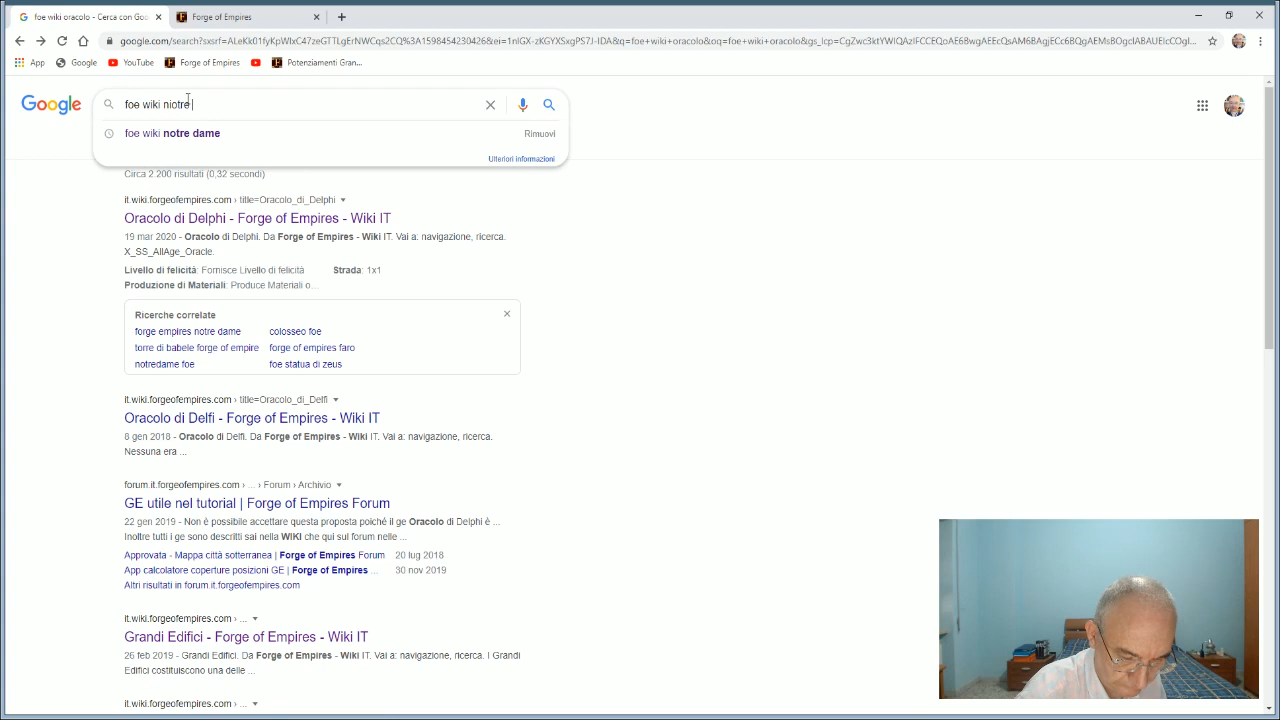 foe wiki oracolo - Cerca con Goo
Forge of Empires
google.com/search?sxsrf=ALeKk01fyKpWlxC47zeGTTLgErNWCqs2CQ%3A1598454230426&ei=1nlGX-zKGYXSxgPS7J-IDA&q=foe+wiki+oracolo&oq=foe+wiki+oracolo&gs_lcp=
App
Google
YouTube
Forge of Empires
Potenziamenti Gran...
Google
foe wiki niotre
foe wiki notre dame
Rimuovi
Ulteriori informazioni
Circa 2.200 risultati (0,32 secondi)
it.wiki.forgeofempires.com › title=Oracolo_di_Delphi
Oracolo di Delphi - Forge of Empires - Wiki IT
19 mar 2020 - Oracolo di Delphi. Da Forge of Empires - Wiki IT. Vai a: navigazione, ricerca.
X_SS_AllAge_Oracle.
Livello di felicità: Fornisce Livello di felicità Strada: 1x1
Produzione di Materiali: Produce Materiali o...
Ricerche correlate
forge empires notre dame colosseo foe
torre di babele forge of empire forge of empires faro
notredame foe foe statua di zeus
it.wiki.forgeofempires.com › title=Oracolo_di_Delfi
Oracolo di Delfi - Forge of Empires - Wiki IT
8 gen 2018 - Oracolo di Delfi. Da Forge of Empires - Wiki IT. Vai a: navigazione, ricerca.
Nessuna era ...
forum.it.forgeofempires.com › ... › Forum › Archivio
GE utile nel tutorial | Forge of Empires Forum
22 gen 2019 - Non è possibile accettare questa proposta poiché il ge Oracolo di Delphi è ...
Inoltre tutti i ge sono descritti sai nella WIKI che qui sul forum nelle ...
Approvata - Mappa città sotterranea | Forge of Empires Forum 20 lug 2018
App calcolatore coperture posizioni GE | Forge of Empires ... 30 nov 2019
Altri risultati in forum.it.forgeofempires.com
it.wiki.forgeofempires.com › ...
Grandi Edifici - Forge of Empires - Wiki IT
26 feb 2019 - Grandi Edifici. Da Forge of Empires - Wiki IT. Vai a: navigazione, ricerca. I Grandi
Edifici costituiscono una delle ...
it.wiki.forgeofempires.com › ...